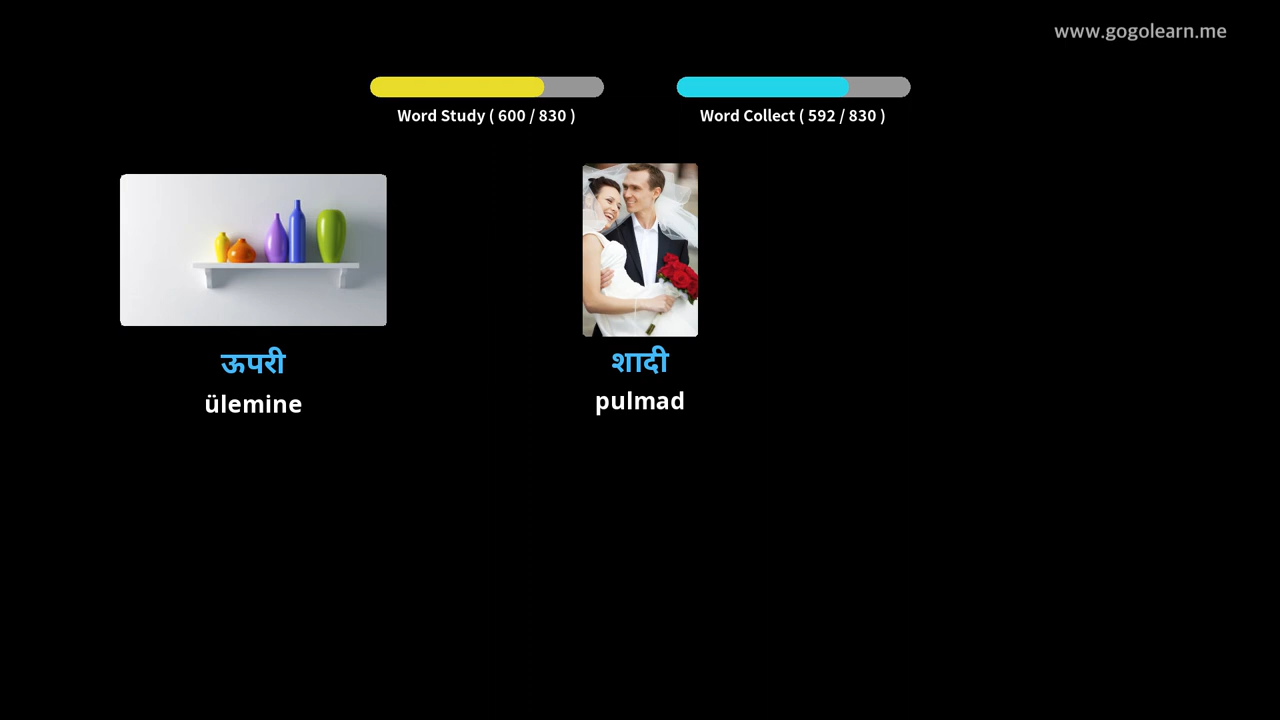 www.gogolearn.me
Word Study ( 600 / 830 )
Word Collect ( 592 / 830 )
ऊपरी
ülemine
शादी
pulmad